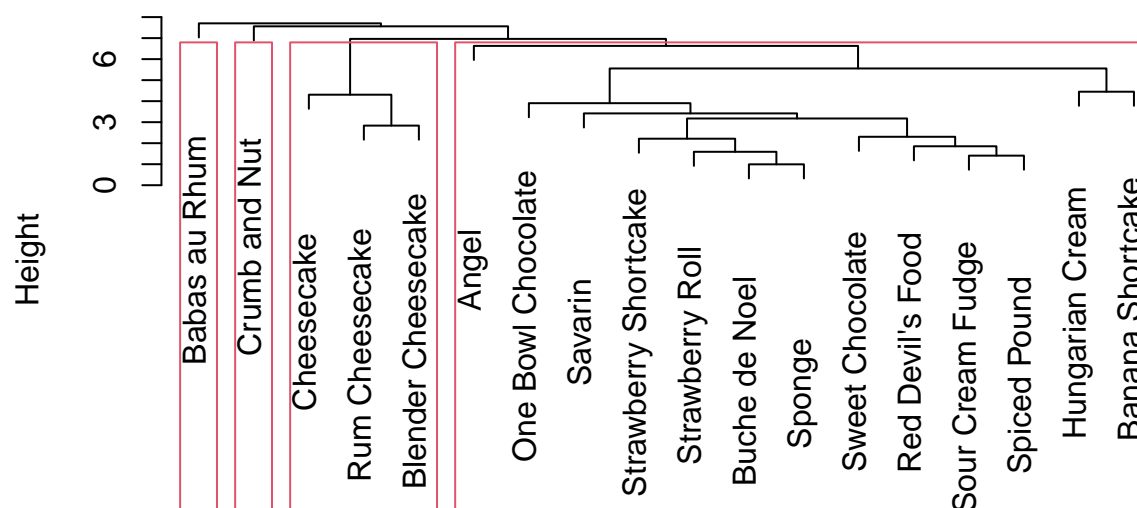 Height
0
3
6
Babas au Rhum
Crumb and Nut
Cheesecake
Rum Cheesecake
Blender Cheesecake
Angel
One Bowl Chocolate
Savarin
Strawberry Shortcake
Strawberry Roll
Buche de Noel
Sponge
Sweet Chocolate
Red Devil's Food
Sour Cream Fudge
Spiced Pound
Hungarian Cream
Banana Shortcake